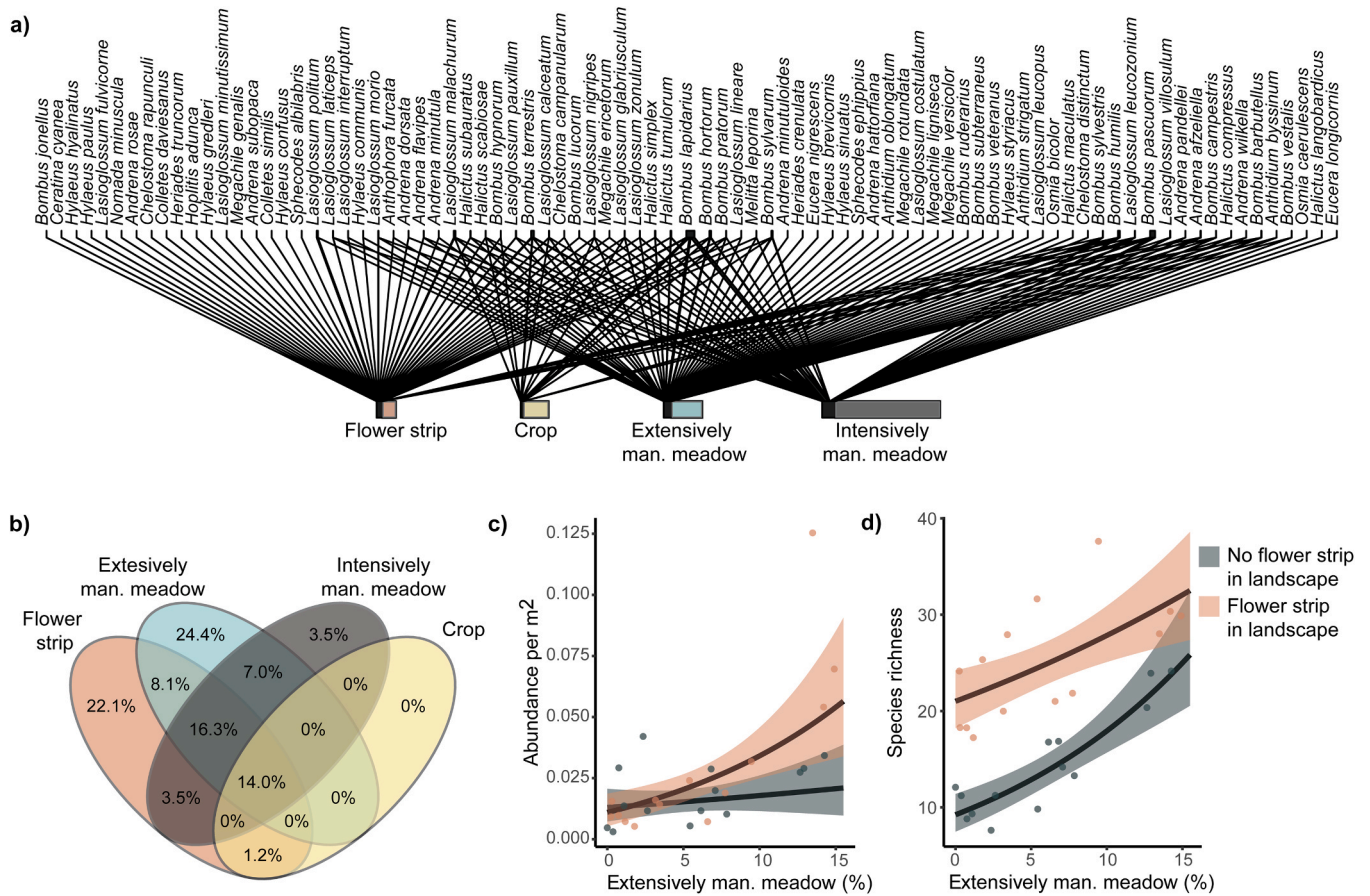 a)
Bombus jonellus
Ceratina cyanea
Hylaeus hyalinatus
Hylaeus paulus
Lasioglossum fulvicorne
Nomada minuscula
Andrena rosae
Chelostoma rapunculi
Colletes daviesanus
Heriades truncorum
Hoplitis adunca
Hylaeus gredleri
Lasioglossum minutissimum
Megachile genalis
Andrena subopaca
Colletes similis
Hylaeus confusus
Sphecodes albilabris
Lasioglossum politum
Lasioglossum laticeps
Lasioglossum interruptum
Hylaeus communis
Lasioglossum morio
Anthophora furcata
Andrena dorsata
Andrena flavipes
Andrena minutula
Lasioglossum malachurum
Halictus subauratus
Halictus scabiosae
Bombus hypnorum
Lasioglossum pauxillum
Bombus terrestris
Lasioglossum calceatum
Chelostoma campanularum
Bombus lucorum
Lasioglossum nigripes
Megachile ericetorum
Lasioglossum glabriusculum
Lasioglossum zonulum
Halictus simplex
Halictus tumulorum
Bombus lapidarius
Bombus hortorum
Bombus pratorum
Lasioglossum lineare
Melitta leporina
Bombus sylvarum
Andrena minutuloides
Heriades crenulata
Eucera nigrescens
Hylaeus brevicornis
Hylaeus sinuatus
Sphecodes ephippius
Andrena hattorfiana
Anthidium oblongatum
Megachile rotundata
Lasioglossum costulatum
Megachile ligniseca
Megachile versicolor
Bombus ruderarius
Bombus subterraneus
Bombus veteranus
Hylaeus styriacus
Anthidium strigatum
Lasioglossum leucopus
Osmia bicolor
Halictus maculatus
Chelostoma distinctum
Bombus sylvestris
Bombus humilis
Lasioglossum leucozonium
Bombus pascuorum
Lasioglossum villosulum
Andrena pandellei
Andrena afzeliella
Bombus campestris
Halictus compressus
Andrena wilkella
Bombus barbutellus
Anthidium byssinum
Bombus vestalis
Osmia caerulescens
Halictus langobardicus
Eucera longicornis
Flower strip
Crop
Extensively
man. meadow
Intensively
man. meadow
b)
Extesively
man. meadow
Intensively
man. meadow
Flower
strip
Crop
24.4%
3.5%
7.0%
8.1%
0%
0%
22.1%
16.3%
0%
14.0%
3.5%
0%
0%
0%
1.2%
c)
Abundance per m2
0.125
0.100
0.075
0.050
0.025
0.000
0
5
10
15
Extensively man. meadow (%)
d)
Species richness
40
30
20
10
0
5
10
15
Extensively man. meadow (%)
No flower strip
in landscape
Flower strip
in landscape